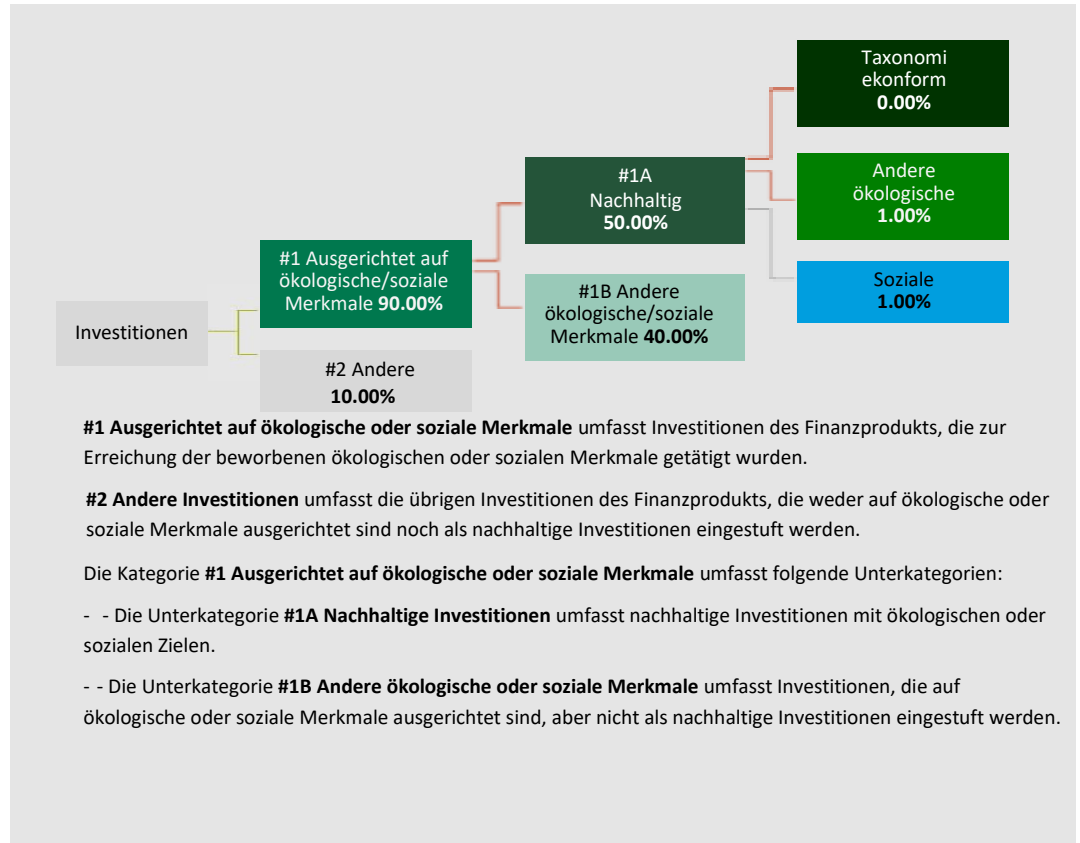 Taxonomi
ekonform
0.00%
#1A
Nachhaltig
50.00%
Andere
ökologische
1.00%
#1 Ausgerichtet auf
ökologische/soziale
Merkmale 90.00%
#1B Andere
ökologische/soziale
Merkmale 40.00%
Soziale
1.00%
Investitionen
#2 Andere
10.00%
#1 Ausgerichtet auf ökologische oder soziale Merkmale umfasst Investitionen des Finanzprodukts, die zur
Erreichung der beworbenen ökologischen oder sozialen Merkmale getätigt wurden.
#2 Andere Investitionen umfasst die übrigen Investitionen des Finanzprodukts, die weder auf ökologische oder
soziale Merkmale ausgerichtet sind noch als nachhaltige Investitionen eingestuft werden.
Die Kategorie #1 Ausgerichtet auf ökologische oder soziale Merkmale umfasst folgende Unterkategorien:
- - Die Unterkategorie #1A Nachhaltige Investitionen umfasst nachhaltige Investitionen mit ökologischen oder
sozialen Zielen.
- - Die Unterkategorie #1B Andere ökologische oder soziale Merkmale umfasst Investitionen, die auf
ökologische oder soziale Merkmale ausgerichtet sind, aber nicht als nachhaltige Investitionen eingestuft werden.